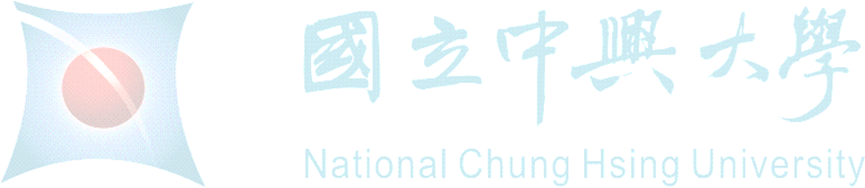 國立中興大學
National Chung Hsing University